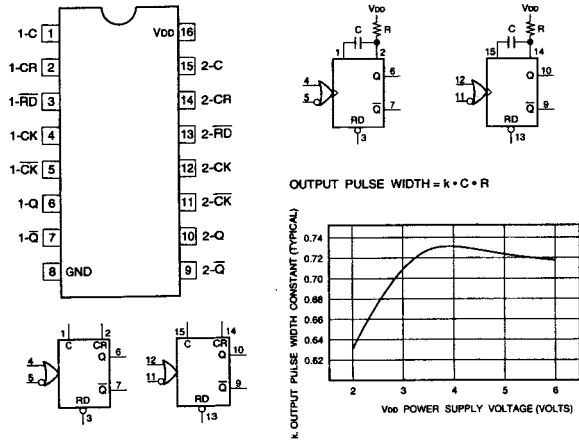 1-C 1
1-CR 2
1-R̅D̅ 3
1-CK 4
1-C̅K̅ 5
1-Q 6
1-Q̅ 7
8 GND
VDD 16
15 2-C
14 2-CR
13 2-R̅D̅
12 2-CK
11 2-C̅K̅
10 2-Q
9 2-Q̅
VDD
C R
1 2
4
5
Q 6
Q̅ 7
RD
3
VDD
C R
15 14
12
11
Q 10
Q̅ 9
RD
13
1 2
C CR
4
5
Q 6
Q̅ 7
RD
3
15 14
C CR
12
11
Q 10
Q̅ 9
RD
13
OUTPUT PULSE WIDTH = k • C • R
k, OUTPUT PULSE WIDTH CONSTANT (TYPICAL)
0.74
0.72
0.70
0.68
0.66
0.64
0.62
2 3 4 5 6
VDD POWER SUPPLY VOLTAGE (VOLTS)